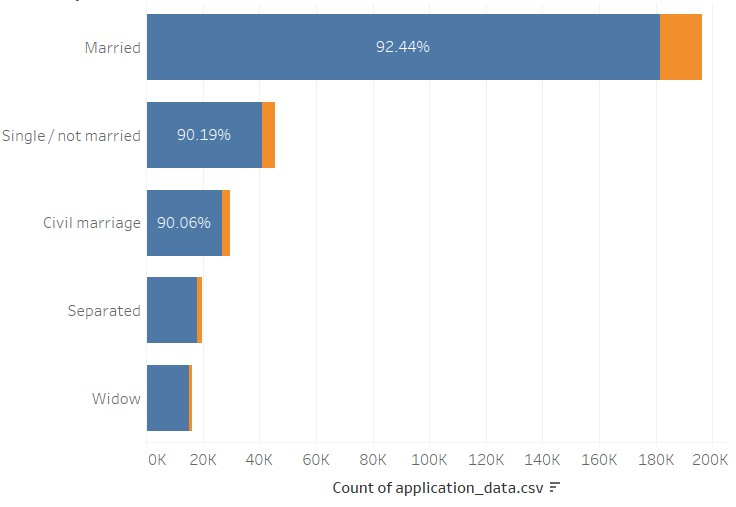 Married
92.44%
Single / not married
90.19%
Civil marriage
90.06%
Separated
Widow
0K 20K 40K 60K 80K 100K 120K 140K 160K 180K 200K
Count of application_data.csv